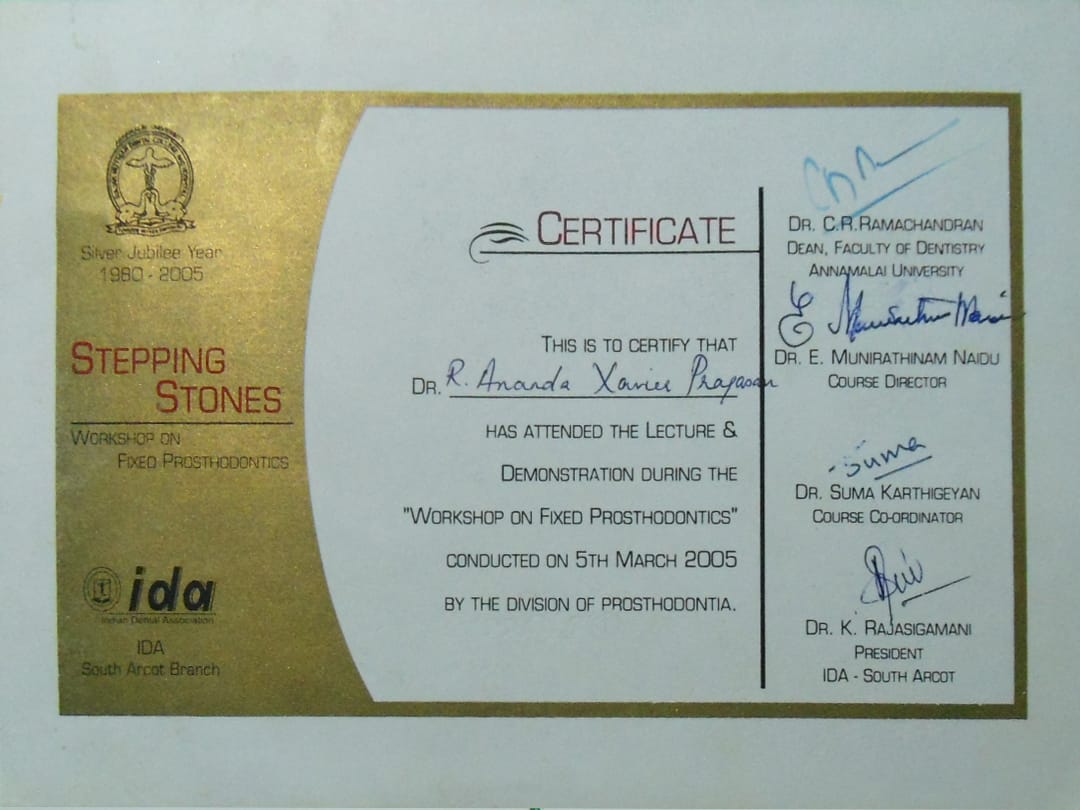 Silver Jubilee Year
1980 - 2005
STEPPING
STONES
WORKSHOP ON
FIXED PROSTHODONTICS
ida
Indian Dental Association
IDA
South Arcot Branch
CERTIFICATE
THIS IS TO CERTIFY THAT
DR. R. Ananda Xavier Pragasan
HAS ATTENDED THE LECTURE &
DEMONSTRATION DURING THE
"WORKSHOP ON FIXED PROSTHODONTICS"
CONDUCTED ON 5TH MARCH 2005
BY THE DIVISION OF PROSTHODONTIA.
DR. C.R.RAMACHANDRAN
DEAN, FACULTY OF DENTISTRY
ANNAMALAI UNIVERSITY
DR. E. MUNIRATHINAM NAIDU
COURSE DIRECTOR
Suma
DR. SUMA KARTHIGEYAN
COURSE CO-ORDINATOR
DR. K. RAJASIGAMANI
PRESIDENT
IDA - SOUTH ARCOT